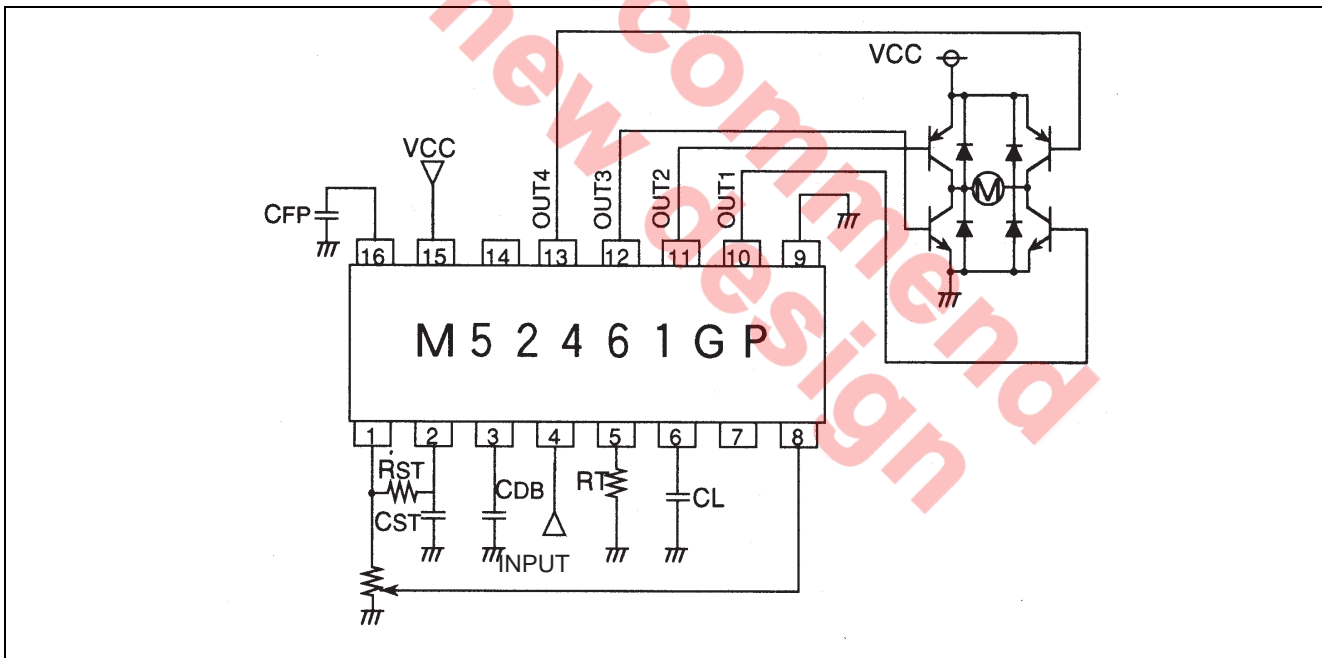 commend
new design
VCC
VCC
CFP
OUT4
OUT3
OUT2
OUT1
M
16
15
14
13
12
11
10
9
M52461GP
1
2
3
4
5
6
7
8
RST
CST
CDB
INPUT
RT
CL